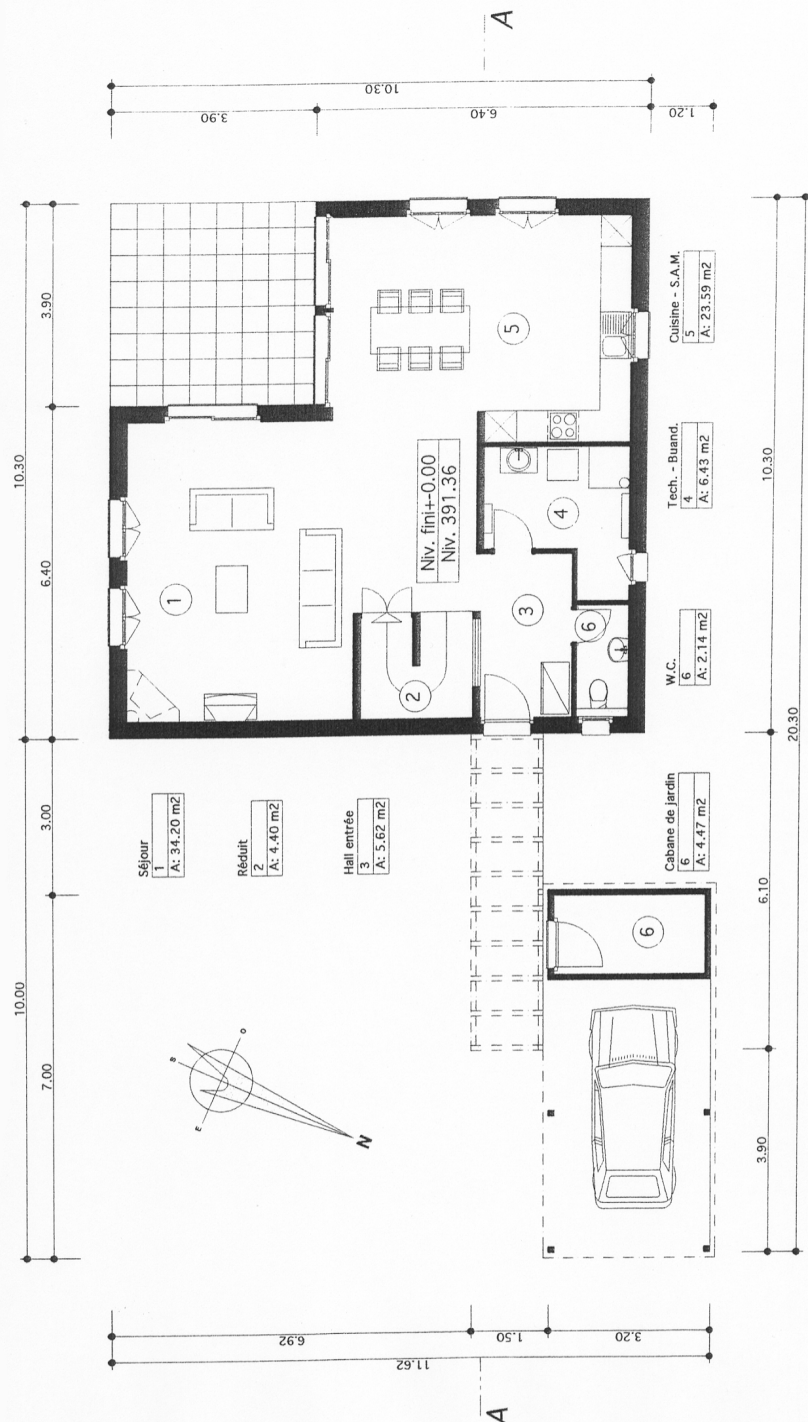 A
10.30
3.90
6.40
1.20
10.30
3.90
6.40
3.00
10.00
7.00
1
2
3
4
5
6
6
Niv. fini+-0.00
Niv. 391.36
Séjour
1
A: 34.20 m2
Réduit
2
A: 4.40 m2
Hall entrée
3
A: 5.62 m2
Tech. - Buand.
4
A: 6.43 m2
Cuisine - S.A.M.
5
A: 23.59 m2
W.C.
6
A: 2.14 m2
Cabane de jardin
6
A: 4.47 m2
S
O
E
N
10.30
20.30
6.10
3.90
6.92
1.50
3.20
11.62
A